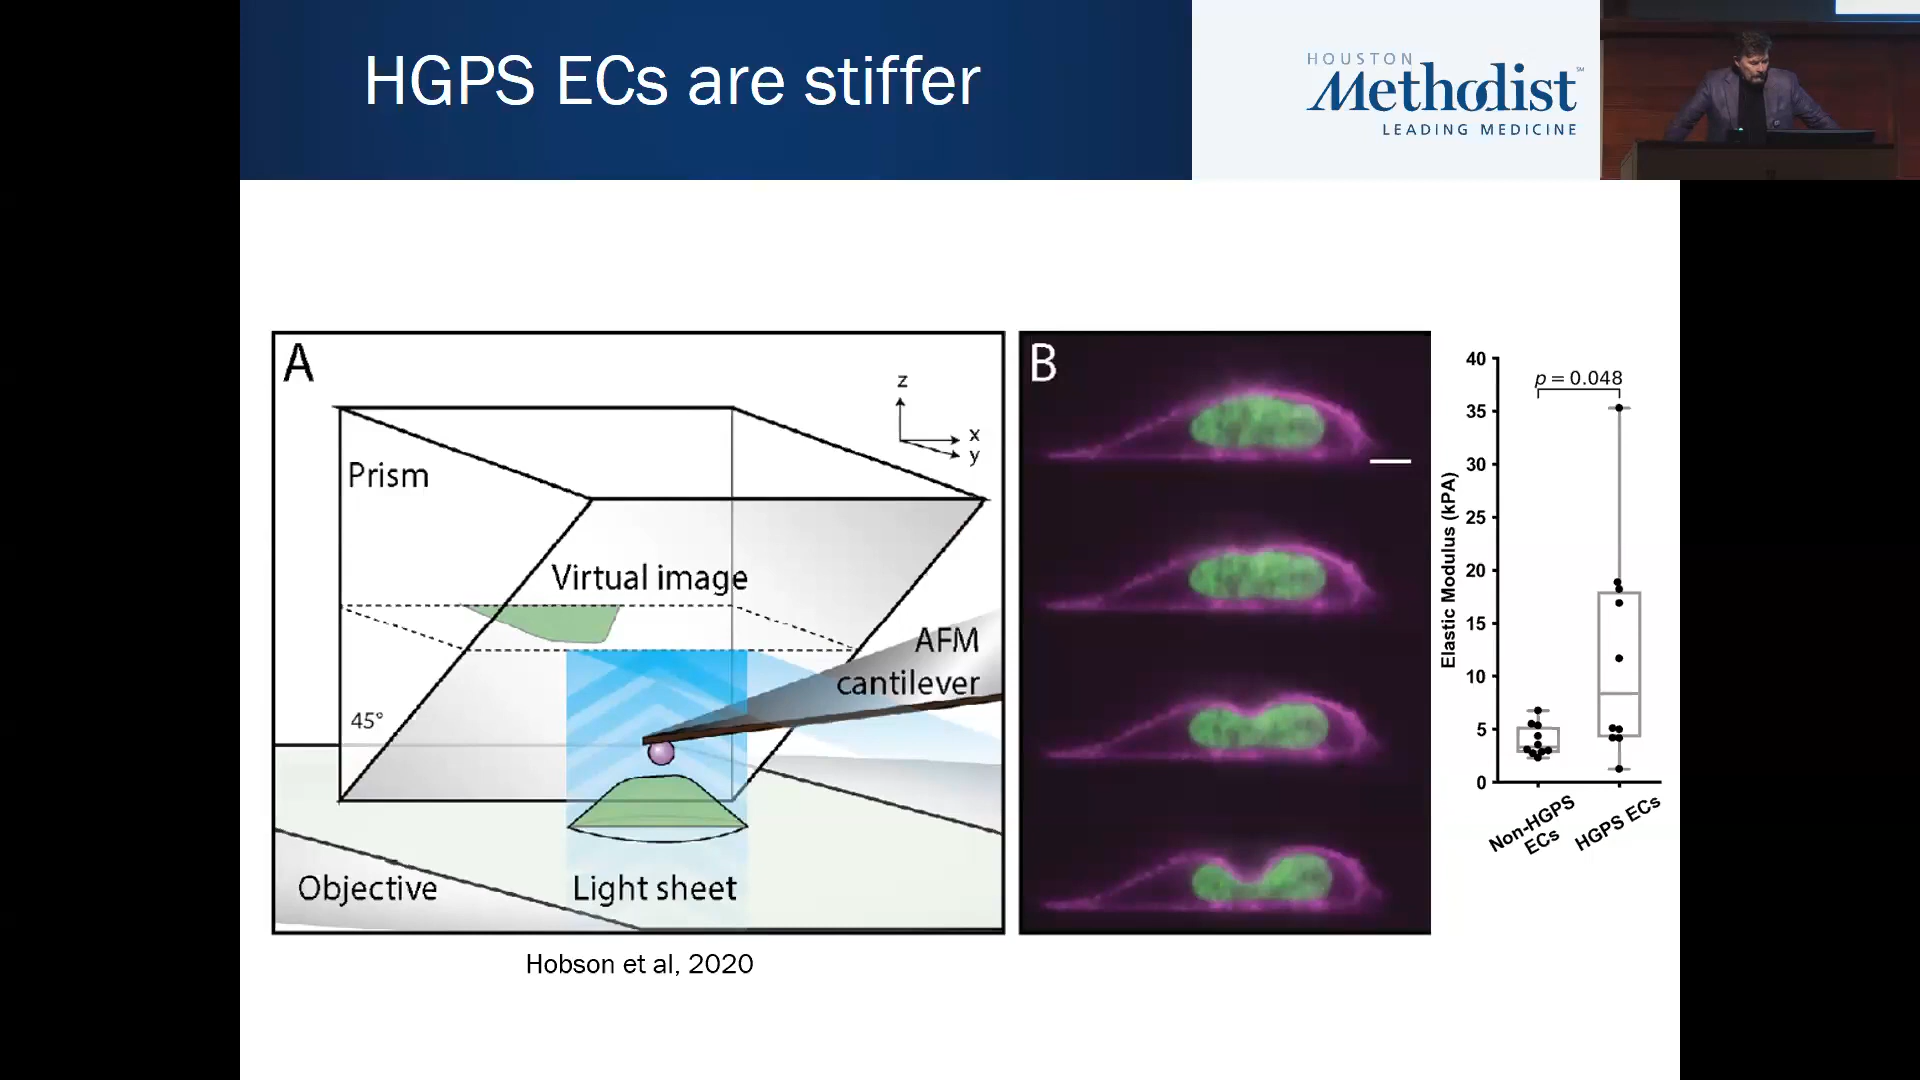 HGPS ECs are stiffer
HOUSTON
Methodist
LEADING MEDICINE
A
z
x
y
Prism
Virtual image
AFM
cantilever
45°
Objective
Light sheet
Hobson et al, 2020
B
40
35
30
25
20
15
10
5
0
Elastic Modulus (kPA)
p = 0.048
Non-HGPS
ECs
HGPS ECs